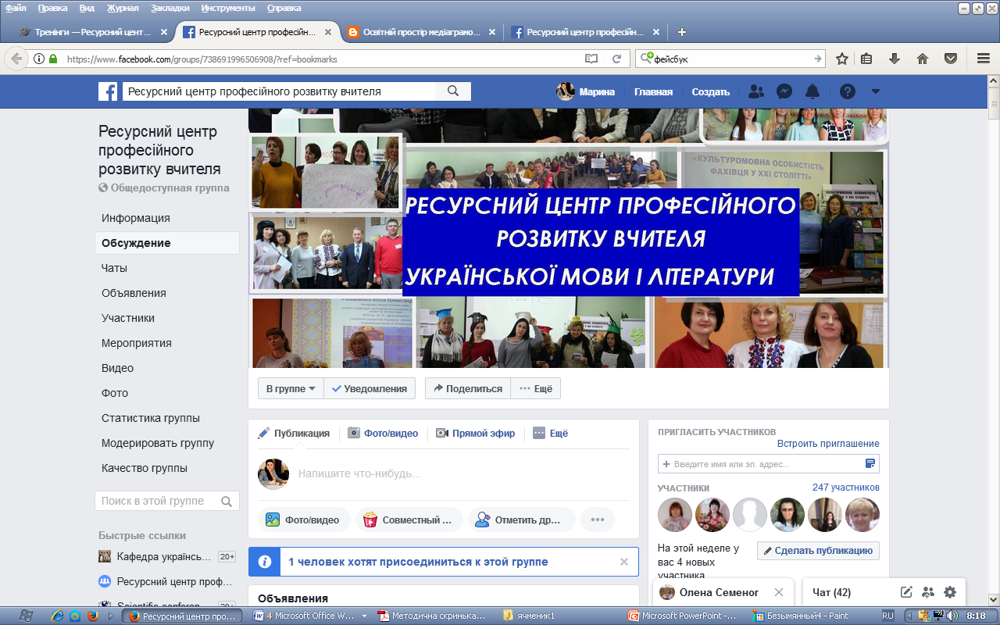 Файл Правка Вид Журнал Закладки Инструменты Справка
Тренінги — Ресурсний цент...
Ресурсний центр професійн...
Освітній простір медіаграмо...
Ресурсний центр професійн...
https://www.facebook.com/groups/738691996506908/?ref=bookmarks
фейсбук
Ресурсний центр професійного розвитку вчителя
Марина Главная Создать
Ресурсний центр
професійного
розвитку вчителя
Общедоступная группа
Информация
Обсуждение
Чаты
Объявления
Участники
Мероприятия
Видео
Фото
Статистика группы
Модерировать группу
Качество группы
Поиск в этой группе
Быстрые ссылки
Кафедра українсь... 20+
Ресурсний центр проф...
Scientific conferen... 20+
«КУЛЬТУРОМОВНА ОСОБИСТІСТЬ
ФАХІВЦЯ У ХХІ СТОЛІТТІ»
РЕСУРСНИЙ ЦЕНТР ПРОФЕСІЙНОГО
РОЗВИТКУ ВЧИТЕЛЯ
УКРАЇНСЬКОЇ МОВИ І ЛІТЕРАТУРИ
В группе Уведомления Поделиться Ещё
Публикация Фото/видео Прямой эфир Ещё
Напишите что-нибудь...
Фото/видео Совместный ... Отметить др...
1 человек хотят присоединиться к этой группе
Объявления
ПРИГЛАСИТЬ УЧАСТНИКОВ
Встроить приглашение
Введите имя или эл. адрес...
УЧАСТНИКИ 247 участников
На этой неделе у
вас 4 новых
участника
Сделать публикацию
Олена Семеног
Чат (42)
Ресурсний центр про...
4 Microsoft Office W...
Методична скринька...
ячменик1
Microsoft PowerPoint -...
Безымянный4 - Paint
RU
8:18